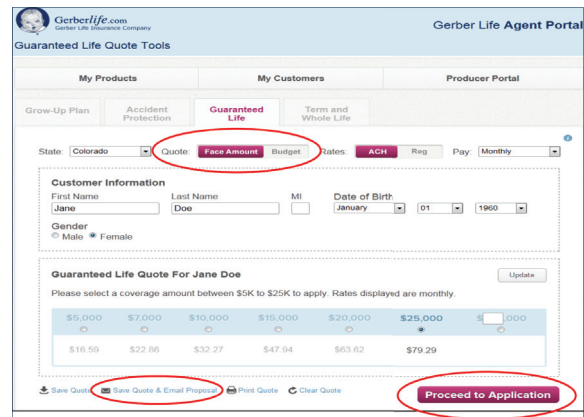 Gerberlife.com
Gerber Life Insurance Company
Gerber Life Agent Portal
Guaranteed Life Quote Tools
My Products My Customers Producer Portal
Grow-Up Plan Accident Protection Guaranteed Life Term and Whole Life
State: Colorado Quote: Face Amount Budget Rates: ACH Reg Pay: Monthly
Customer Information
First Name Last Name MI Date of Birth
Jane Doe January 01 1960
Gender
Male Female
Guaranteed Life Quote For Jane Doe Update
Please select a coverage amount between $5K to $25K to apply. Rates displayed are monthly.
$5,000 $7,000 $10,000 $15,000 $20,000 $25,000 $ ,000
$16.59 $22.86 $32.27 $47.94 $63.62 $79.29
Save Quote Save Quote & Email Proposal Print Quote Clear Quote Proceed to Application